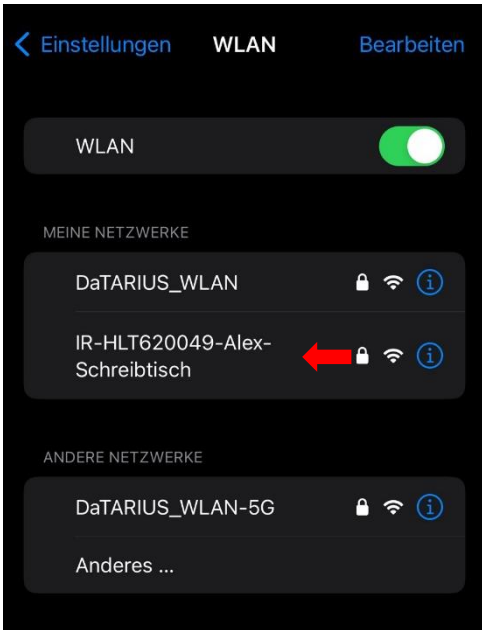 Einstellungen WLAN Bearbeiten
WLAN
MEINE NETZWERKE
DaTARIUS_WLAN
IR-HLT620049-Alex-
Schreibtisch
ANDERE NETZWERKE
DaTARIUS_WLAN-5G
Anderes ...